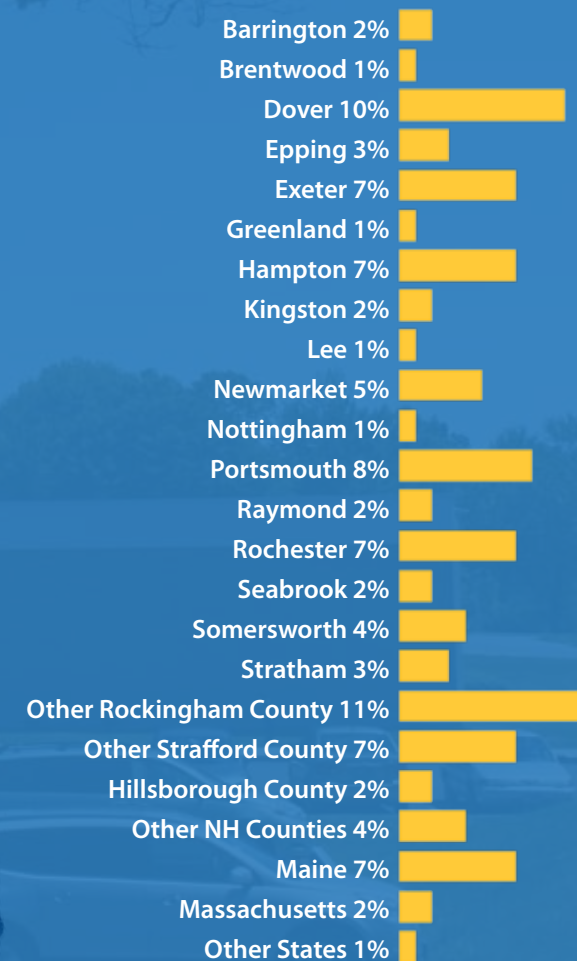 Barrington 2%
Brentwood 1%
Dover 10%
Epping 3%
Exeter 7%
Greenland 1%
Hampton 7%
Kingston 2%
Lee 1%
Newmarket 5%
Nottingham 1%
Portsmouth 8%
Raymond 2%
Rochester 7%
Seabrook 2%
Somersworth 4%
Stratham 3%
Other Rockingham County 11%
Other Strafford County 7%
Hillsborough County 2%
Other NH Counties 4%
Maine 7%
Massachusetts 2%
Other States 1%